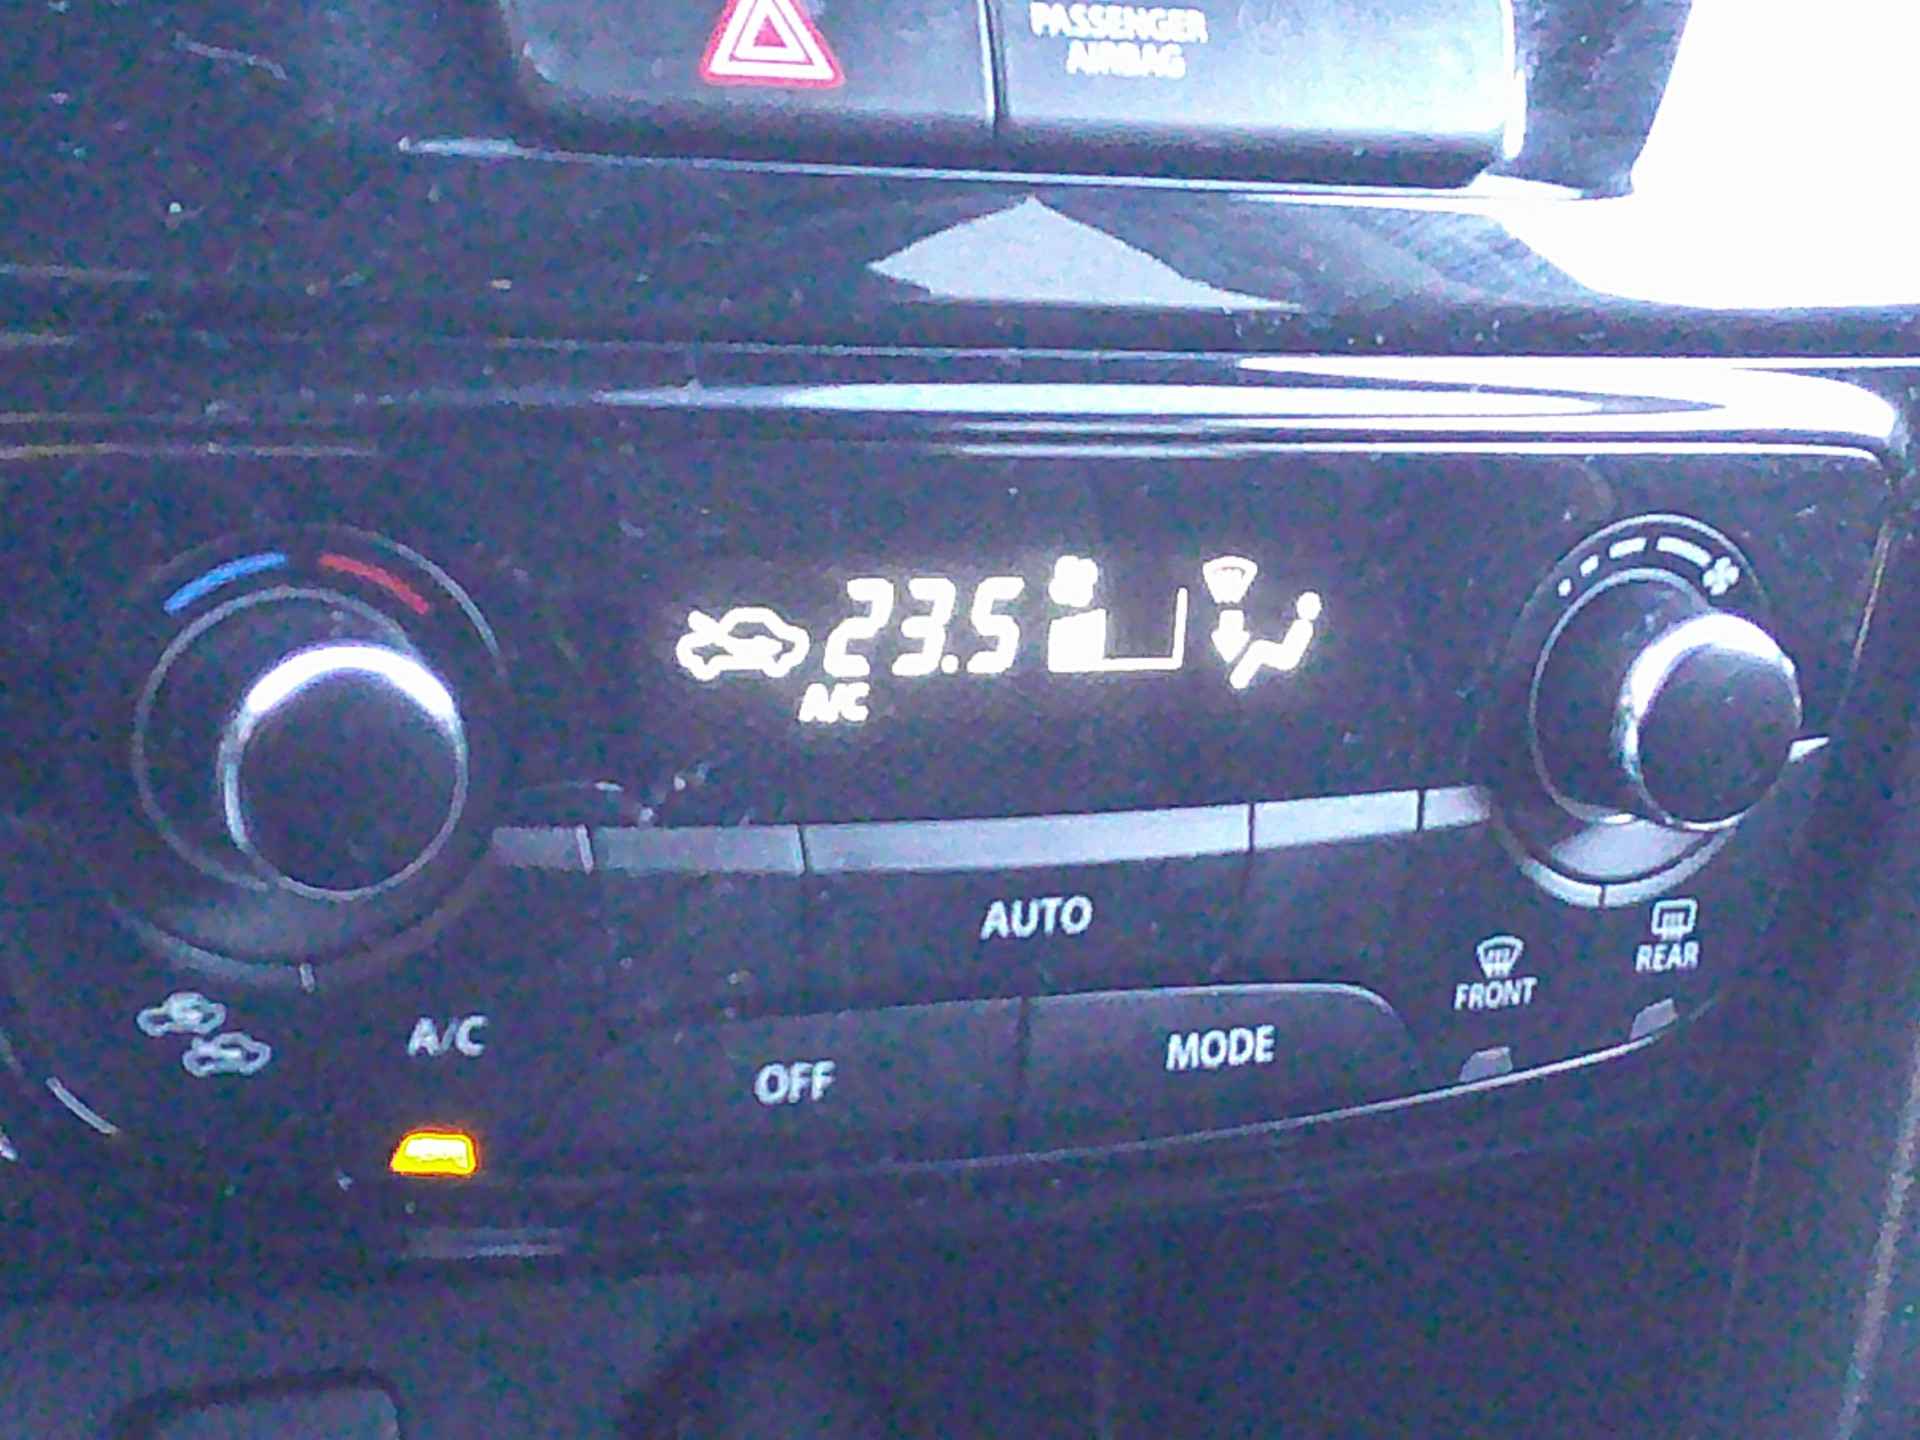 PASSENGER
AIRBAG
23.5
A/C
AUTO
REAR
FRONT
A/C
OFF
MODE